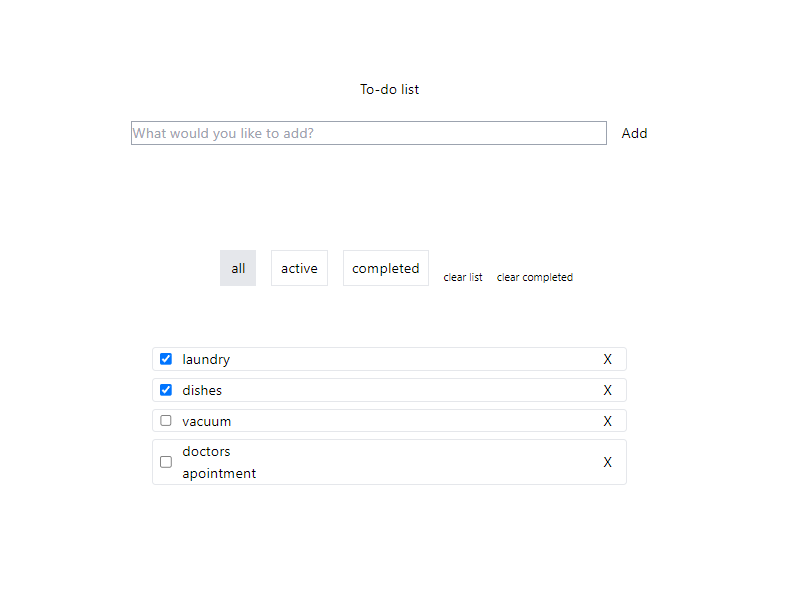 To-do list
What would you like to add? Add
all active completed clear list clear completed
laundry X
dishes X
vacuum X
doctors
apointment X